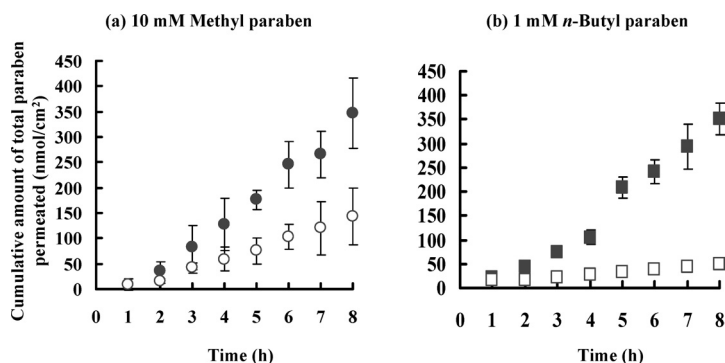 (a) 10 mM Methyl paraben
(b) 1 mM n-Butyl paraben
Cumulative amount of total paraben
permeated (nmol/cm²)
450
400
350
300
250
200
150
100
50
0
0 1 2 3 4 5 6 7 8
Time (h)
450
400
350
300
250
200
150
100
50
0
0 1 2 3 4 5 6 7 8
Time (h)